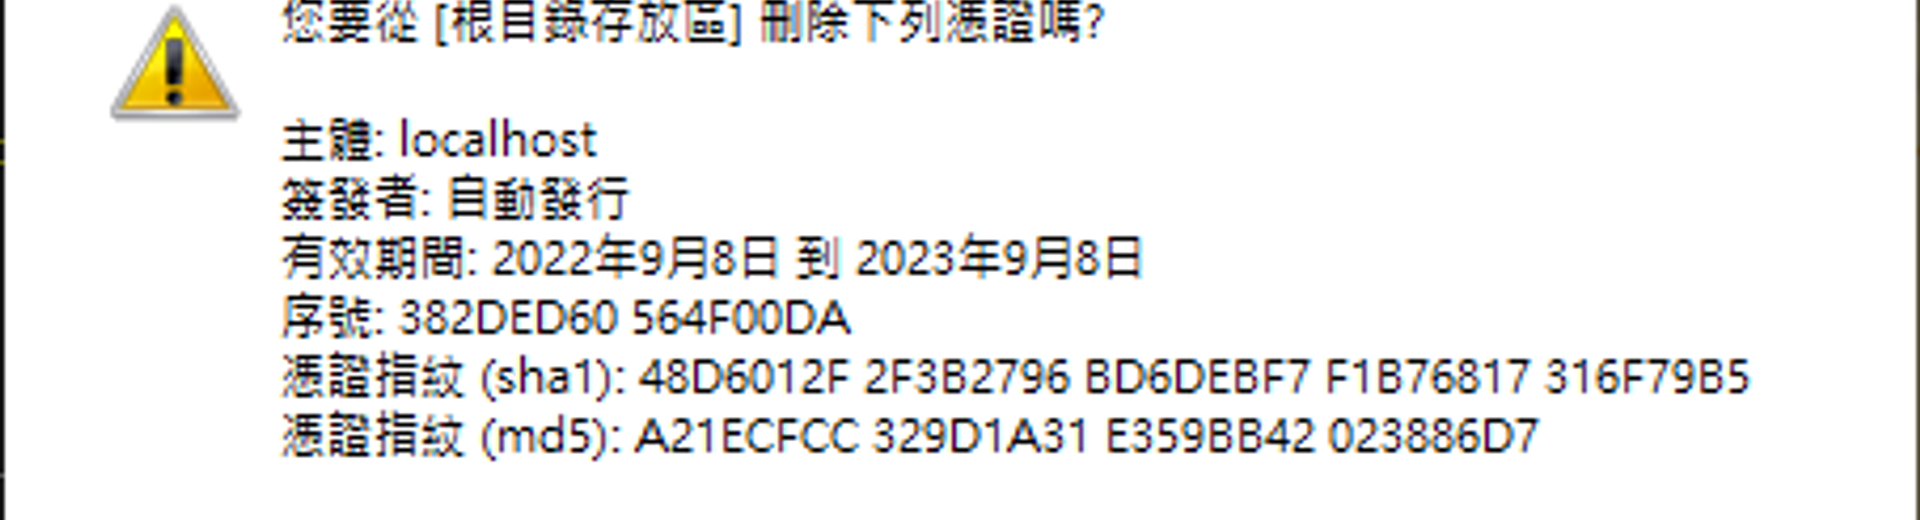 您要從 [根目錄存放區] 刪除下列憑證嗎?
主體: localhost
簽發者: 自動發行
有效期間: 2022年9月8日 到 2023年9月8日
序號: 382DED60 564F00DA
憑證指紋 (sha1): 48D6012F 2F3B2796 BD6DEBF7 F1B76817 316F79B5
憑證指紋 (md5): A21ECFCC 329D1A31 E359BB42 023886D7